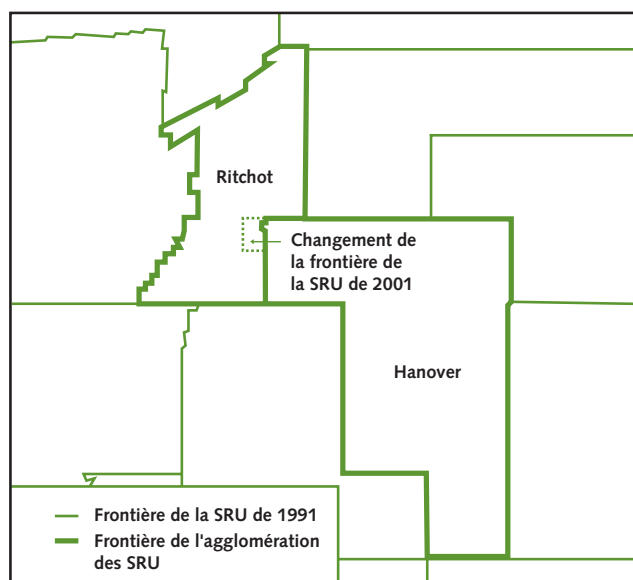 Ritchot
Changement de
la frontière de
la SRU de 2001
Hanover
Frontière de la SRU de 1991
Frontière de l'agglomération
des SRU